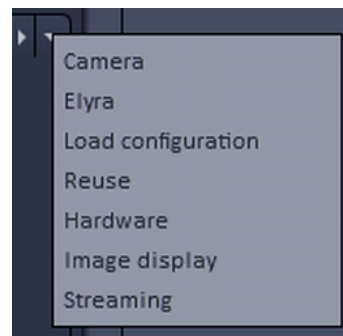 Camera
Elyra
Load configuration
Reuse
Hardware
Image display
Streaming